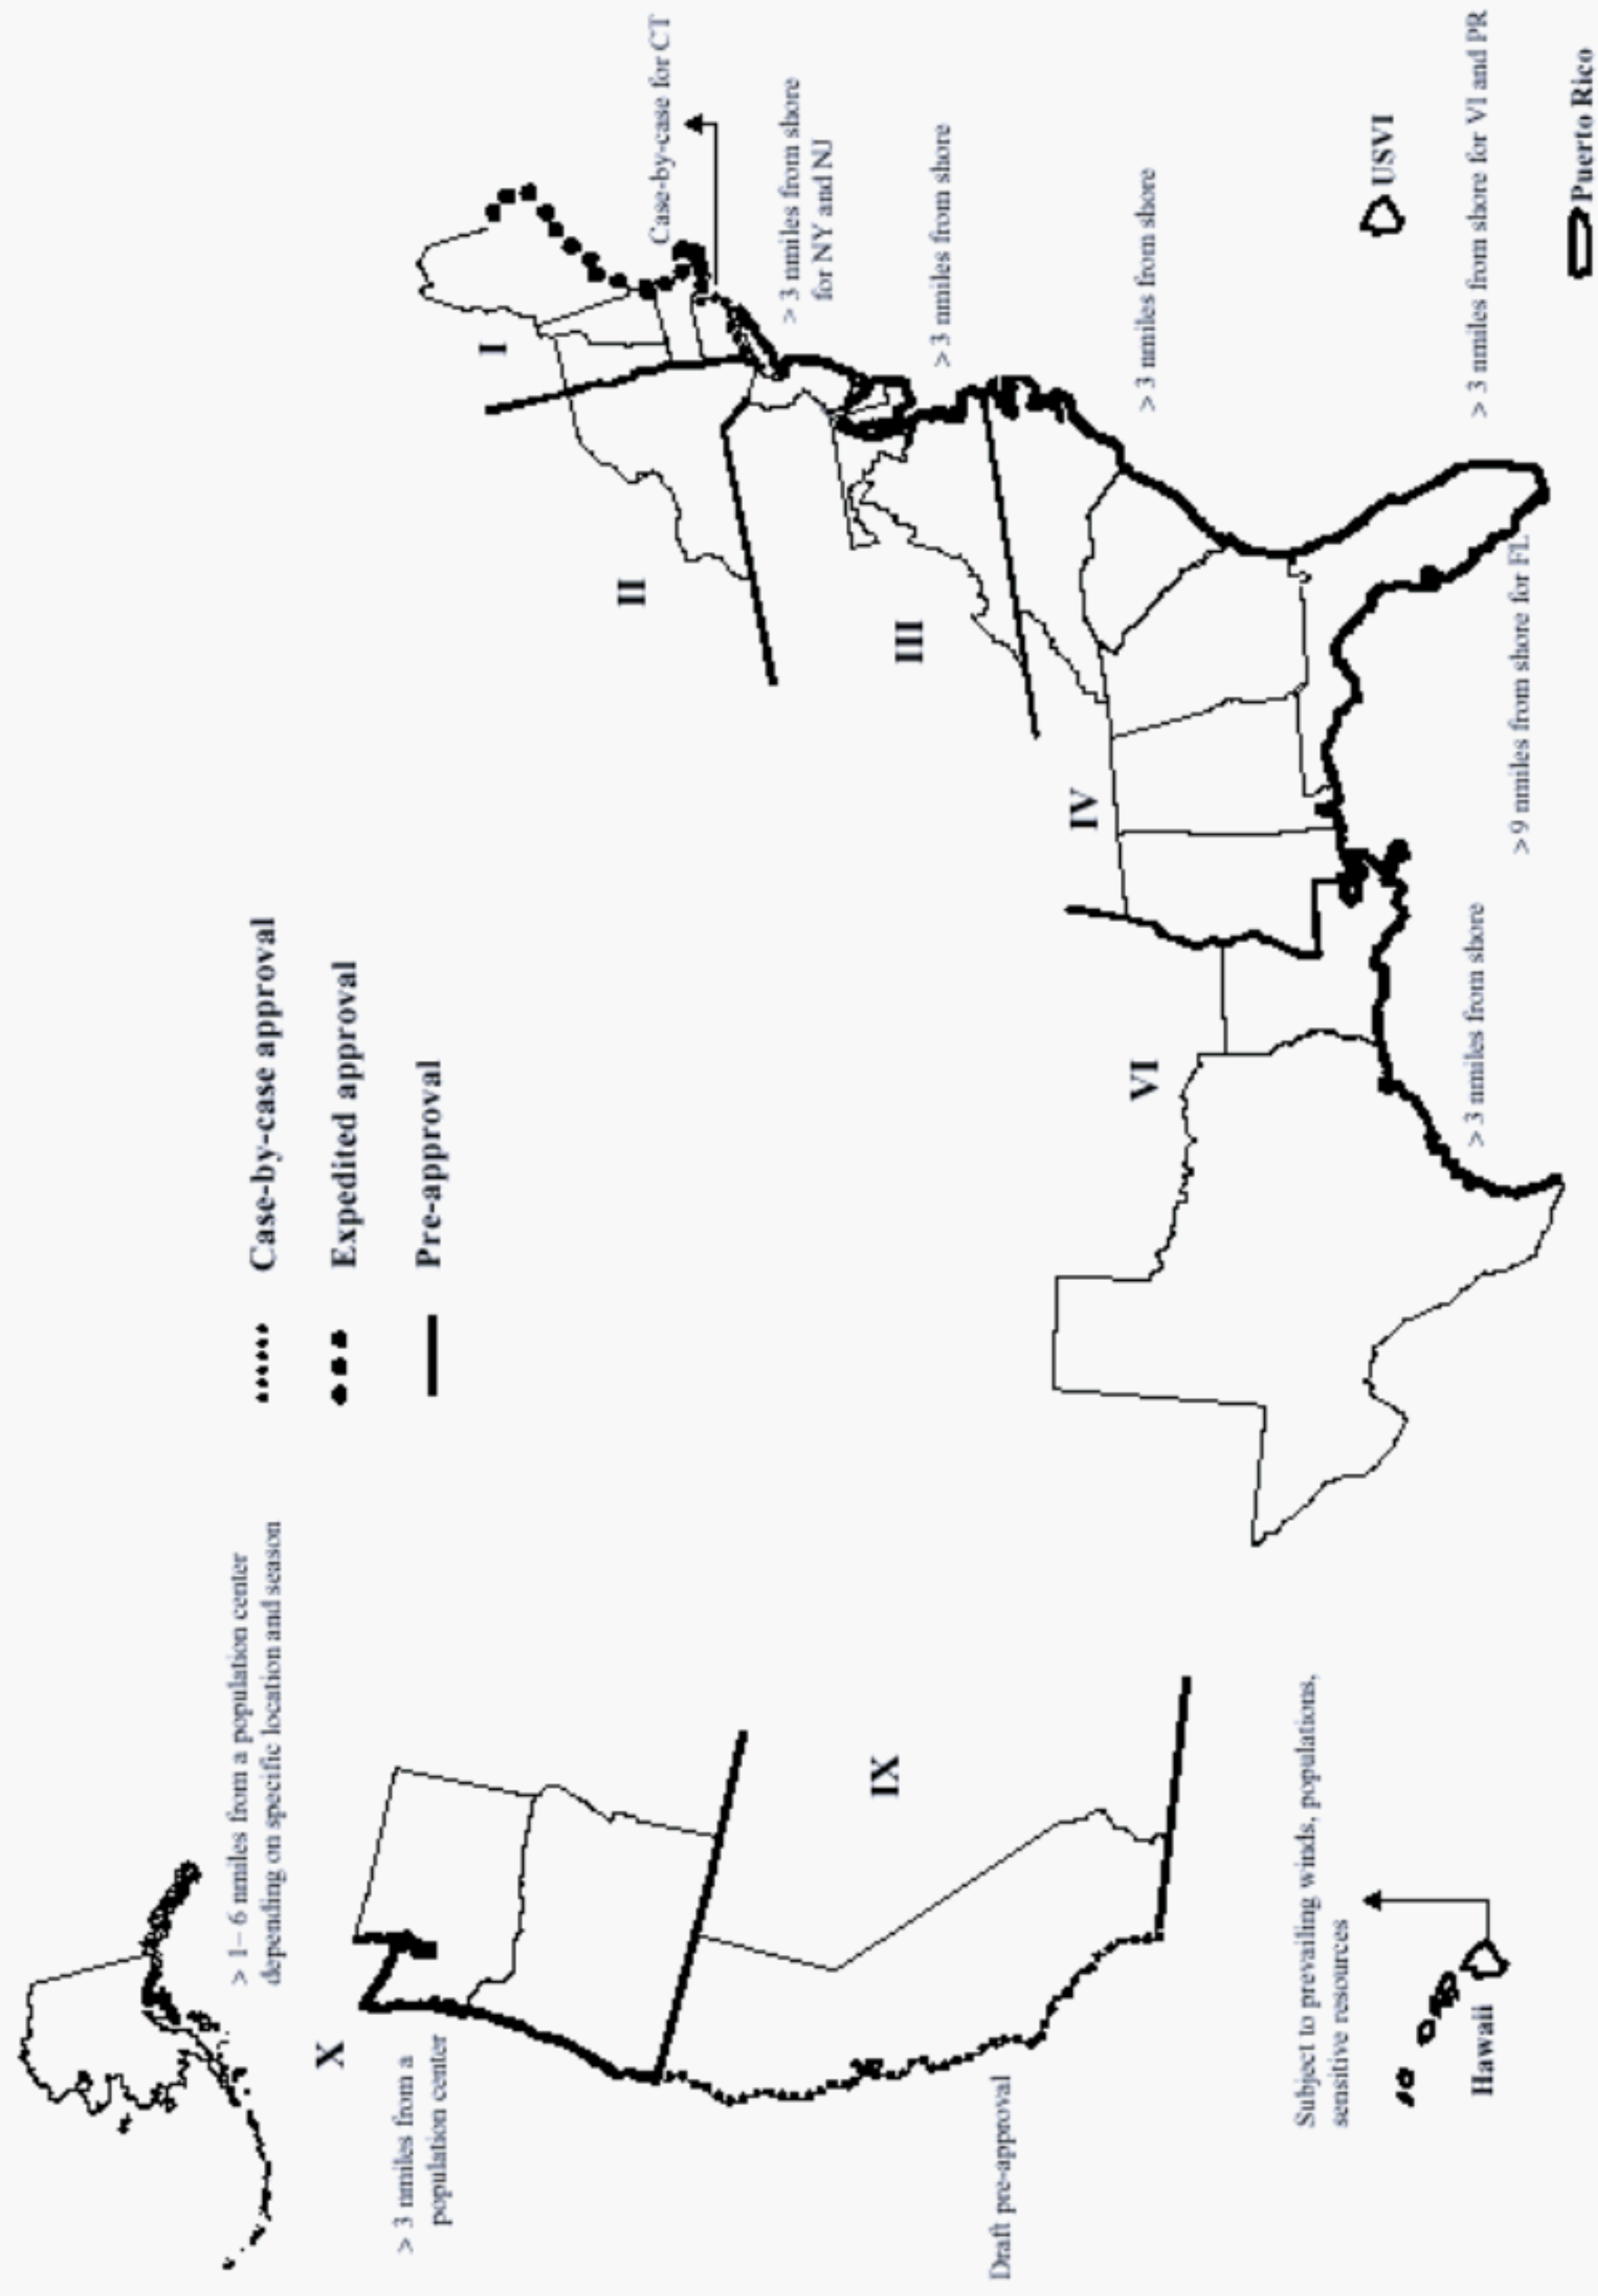 > 1– 6 nmiles from a population center
depending on specific location and season
X
> 3 nmiles from a
population center
Case-by-case approval
Expedited approval
Pre-approval
I
Case-by-case for CT
II
> 3 nmiles from shore
for NY and NJ
IX
III
> 3 nmiles from shore
Draft pre-approval
IV
> 3 nmiles from shore
VI
Subject to prevailing winds, populations,
sensitive resources
USVI
Hawaii
> 3 nmiles from shore
> 3 nmiles from shore for VI and PR
>9 nmiles from shore for FL
Puerto Rico